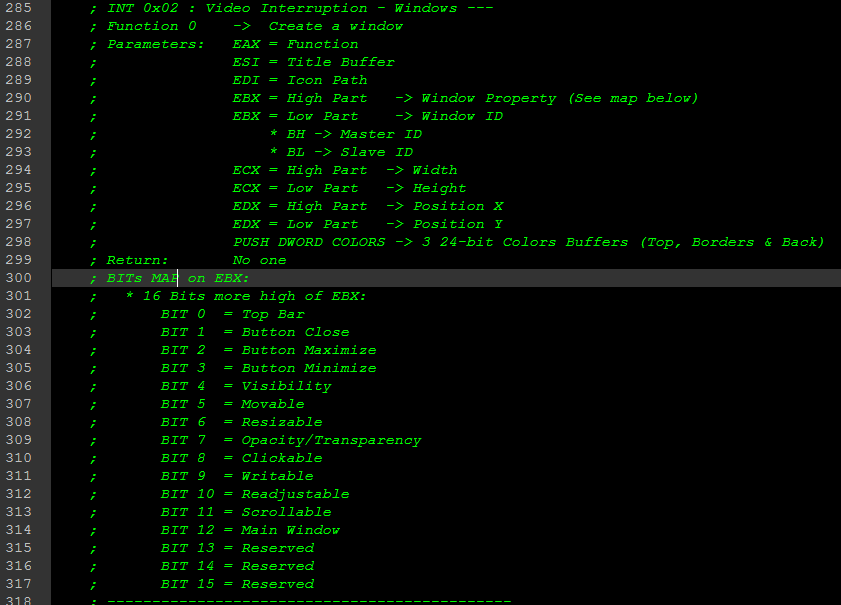 285 ; INT 0x02 : Video Interruption - Windows ---
286 ; Function 0 -> Create a window
287 ; Parameters: EAX = Function
288 ; ESI = Title Buffer
289 ; EDI = Icon Path
290 ; EBX = High Part -> Window Property (See map below)
291 ; EBX = Low Part -> Window ID
292 ; * BH -> Master ID
293 ; * BL -> Slave ID
294 ; ECX = High Part -> Width
295 ; ECX = Low Part -> Height
296 ; EDX = High Part -> Position X
297 ; EDX = Low Part -> Position Y
298 ; PUSH DWORD COLORS -> 3 24-bit Colors Buffers (Top, Borders & Back)
299 ; Return: No one
300 ; BITs MAP on EBX:
301 ; * 16 Bits more high of EBX:
302 ; BIT 0 = Top Bar
303 ; BIT 1 = Button Close
304 ; BIT 2 = Button Maximize
305 ; BIT 3 = Button Minimize
306 ; BIT 4 = Visibility
307 ; BIT 5 = Movable
308 ; BIT 6 = Resizable
309 ; BIT 7 = Opacity/Transparency
310 ; BIT 8 = Clickable
311 ; BIT 9 = Writable
312 ; BIT 10 = Readjustable
313 ; BIT 11 = Scrollable
314 ; BIT 12 = Main Window
315 ; BIT 13 = Reserved
316 ; BIT 14 = Reserved
317 ; BIT 15 = Reserved
318 ; ---------------------------------------------